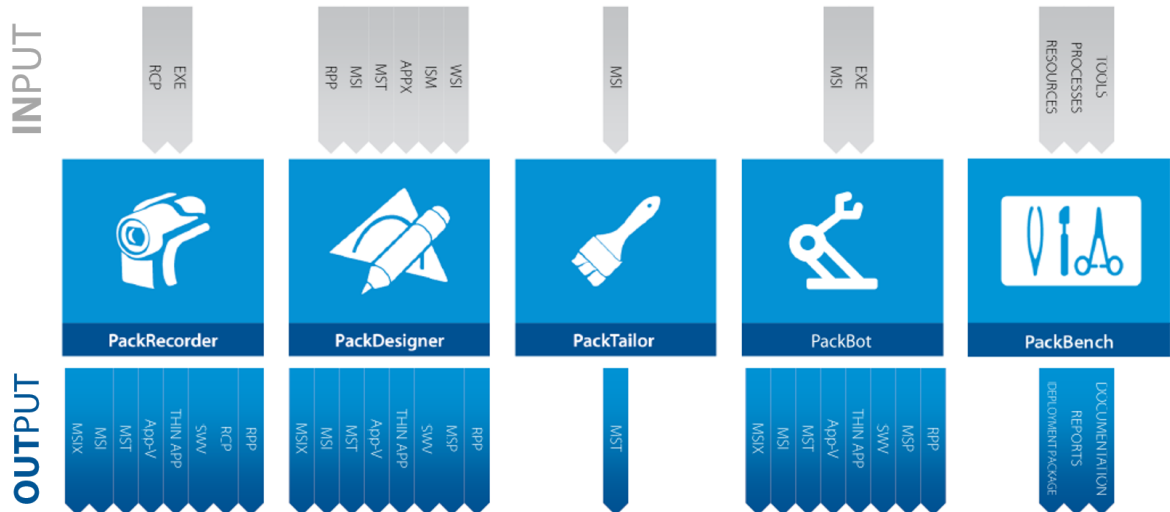 INPUT
RCP
EXE
RPP
MSI
MST
APPX
ISM
WSI
MSI
MSI
EXE
RESOURCES
PROCESSES
TOOLS
PackRecorder
PackDesigner
PackTailor
PackBot
PackBench
OUTPUT
MSIX
MSI
MST
App-V
THIN APP
SWV
RCP
RPP
MSIX
MSI
MST
App-V
THIN APP
SWV
MSP
RPP
MST
MSIX
MSI
MST
App-V
THIN APP
SWV
MSP
RPP
DEPLOYMENT PACKAGE
REPORTS
DOCUMENTATION